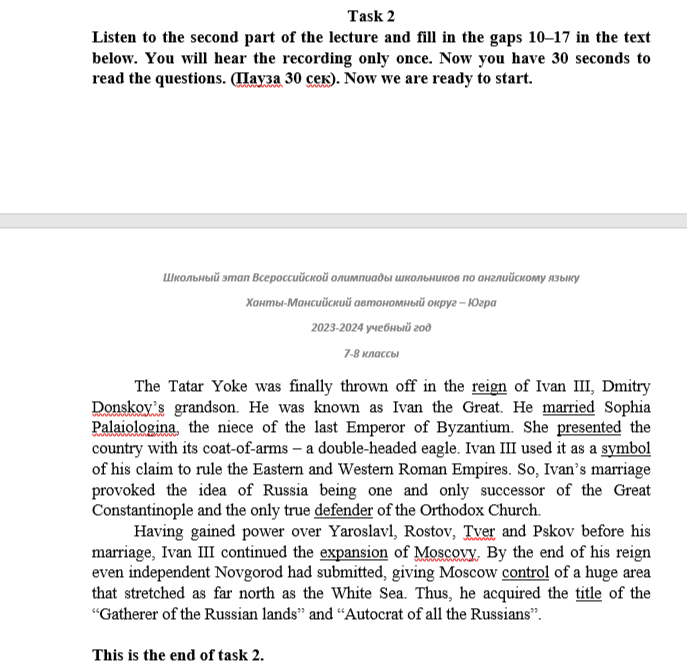 Task 2
Listen to the second part of the lecture and fill in the gaps 10–17 in the text
below. You will hear the recording only once. Now you have 30 seconds to
read the questions. (Пауза 30 сек). Now we are ready to start.
Школьный этап Всероссийской олимпиады школьников по английскому языку
Ханты-Мансийский автономный округ – Югра
2023-2024 учебный год
7-8 классы
The Tatar Yoke was finally thrown off in the reign of Ivan III, Dmitry
Donskoy’s grandson. He was known as Ivan the Great. He married Sophia
Palaiologina, the niece of the last Emperor of Byzantium. She presented the
country with its coat-of-arms – a double-headed eagle. Ivan III used it as a symbol
of his claim to rule the Eastern and Western Roman Empires. So, Ivan’s marriage
provoked the idea of Russia being one and only successor of the Great
Constantinople and the only true defender of the Orthodox Church.
Having gained power over Yaroslavl, Rostov, Tver and Pskov before his
marriage, Ivan III continued the expansion of Moscovy. By the end of his reign
even independent Novgorod had submitted, giving Moscow control of a huge area
that stretched as far north as the White Sea. Thus, he acquired the title of the
“Gatherer of the Russian lands” and “Autocrat of all the Russians”.
This is the end of task 2.